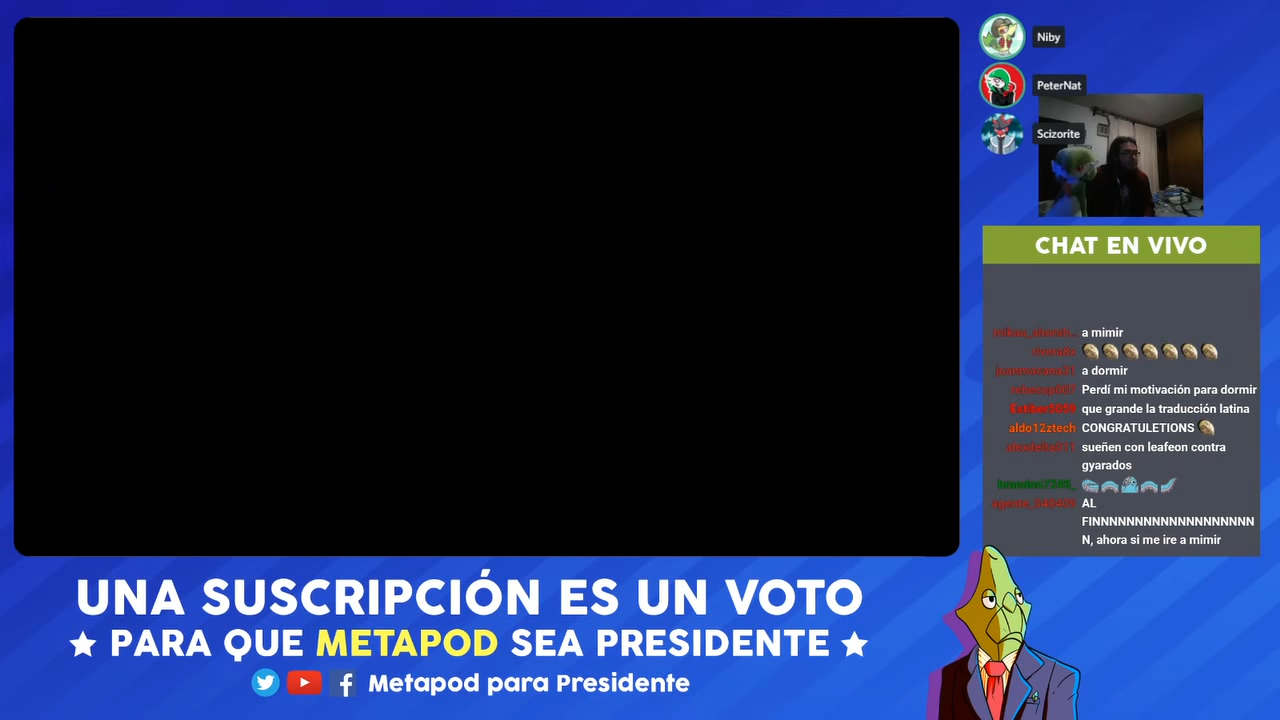 Niby
PeterNat
Scizorite
CHAT EN VIVO
a mimir
a dormir
Perdí mi motivación para dormir
que grande la traducción latina
aldo12ztech CONGRATULETIONS
sueñen con leafeon contra
gyarados
AL
FINNNNNNNNNNNNNNNNNNN
N, ahora si me ire a mimir
UNA SUSCRIPCIÓN ES UN VOTO
PARA QUE METAPOD SEA PRESIDENTE
Metapod para Presidente